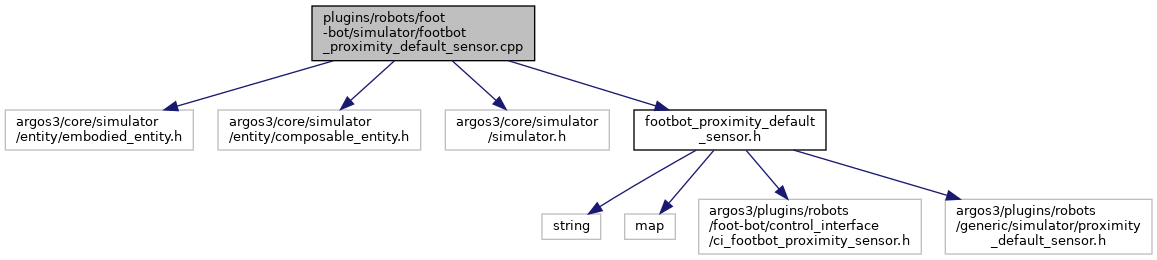 plugins/robots/foot
-bot/simulator/footbot
_proximity_default_sensor.cpp
argos3/core/simulator
/entity/embodied_entity.h
argos3/core/simulator
/entity/composable_entity.h
argos3/core/simulator
/simulator.h
footbot_proximity_default
_sensor.h
string
map
argos3/plugins/robots
/foot-bot/control_interface
/ci_footbot_proximity_sensor.h
argos3/plugins/robots
/generic/simulator/proximity
_default_sensor.h